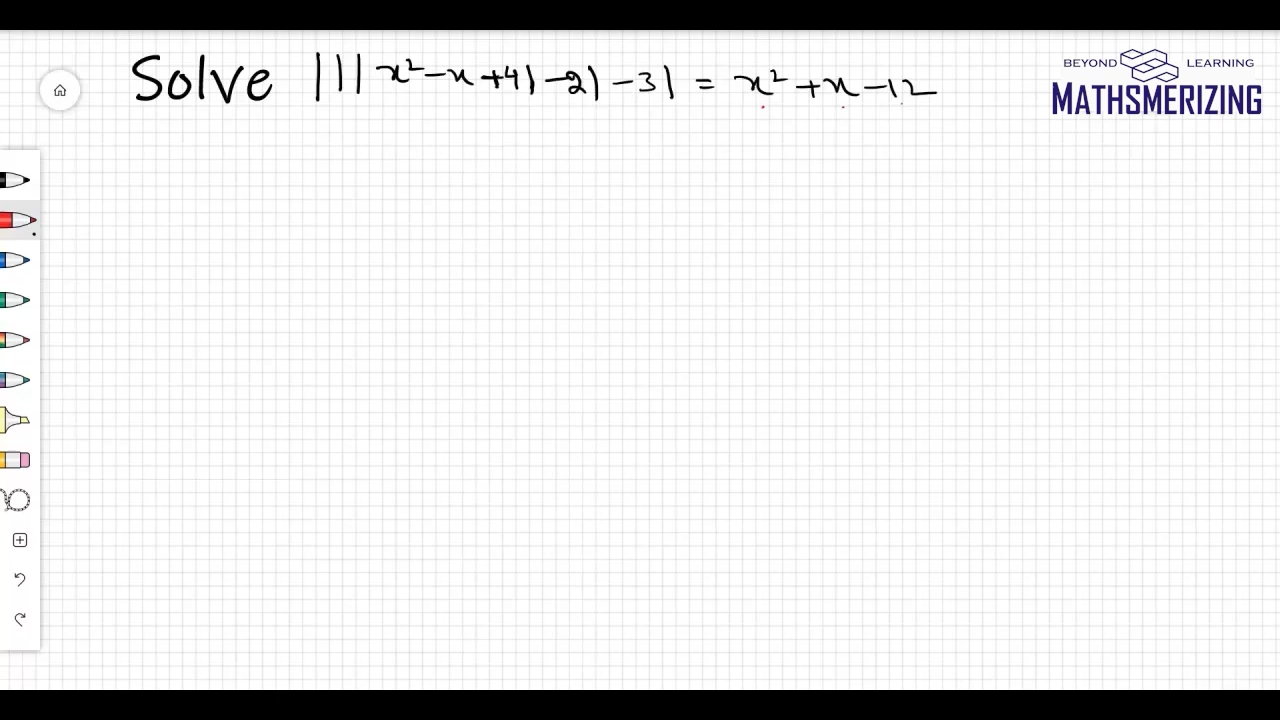 Solve ||| x² - x + 4 | - 2 | - 3 | = x² + x - 12
BEYOND LEARNING
MATHSMERIZING